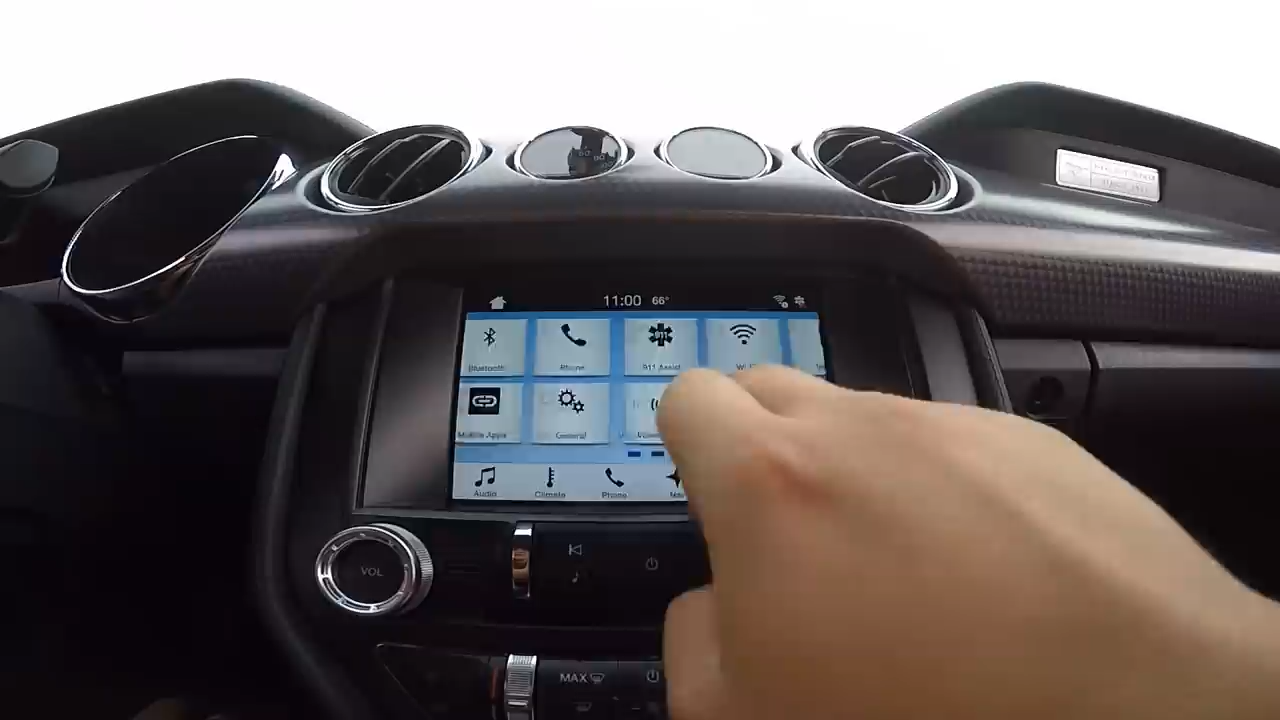 11:00 66°
Bluetooth Phone 911 Assist
Mobile Apps General
Audio Climate Phone
VOL
MAX